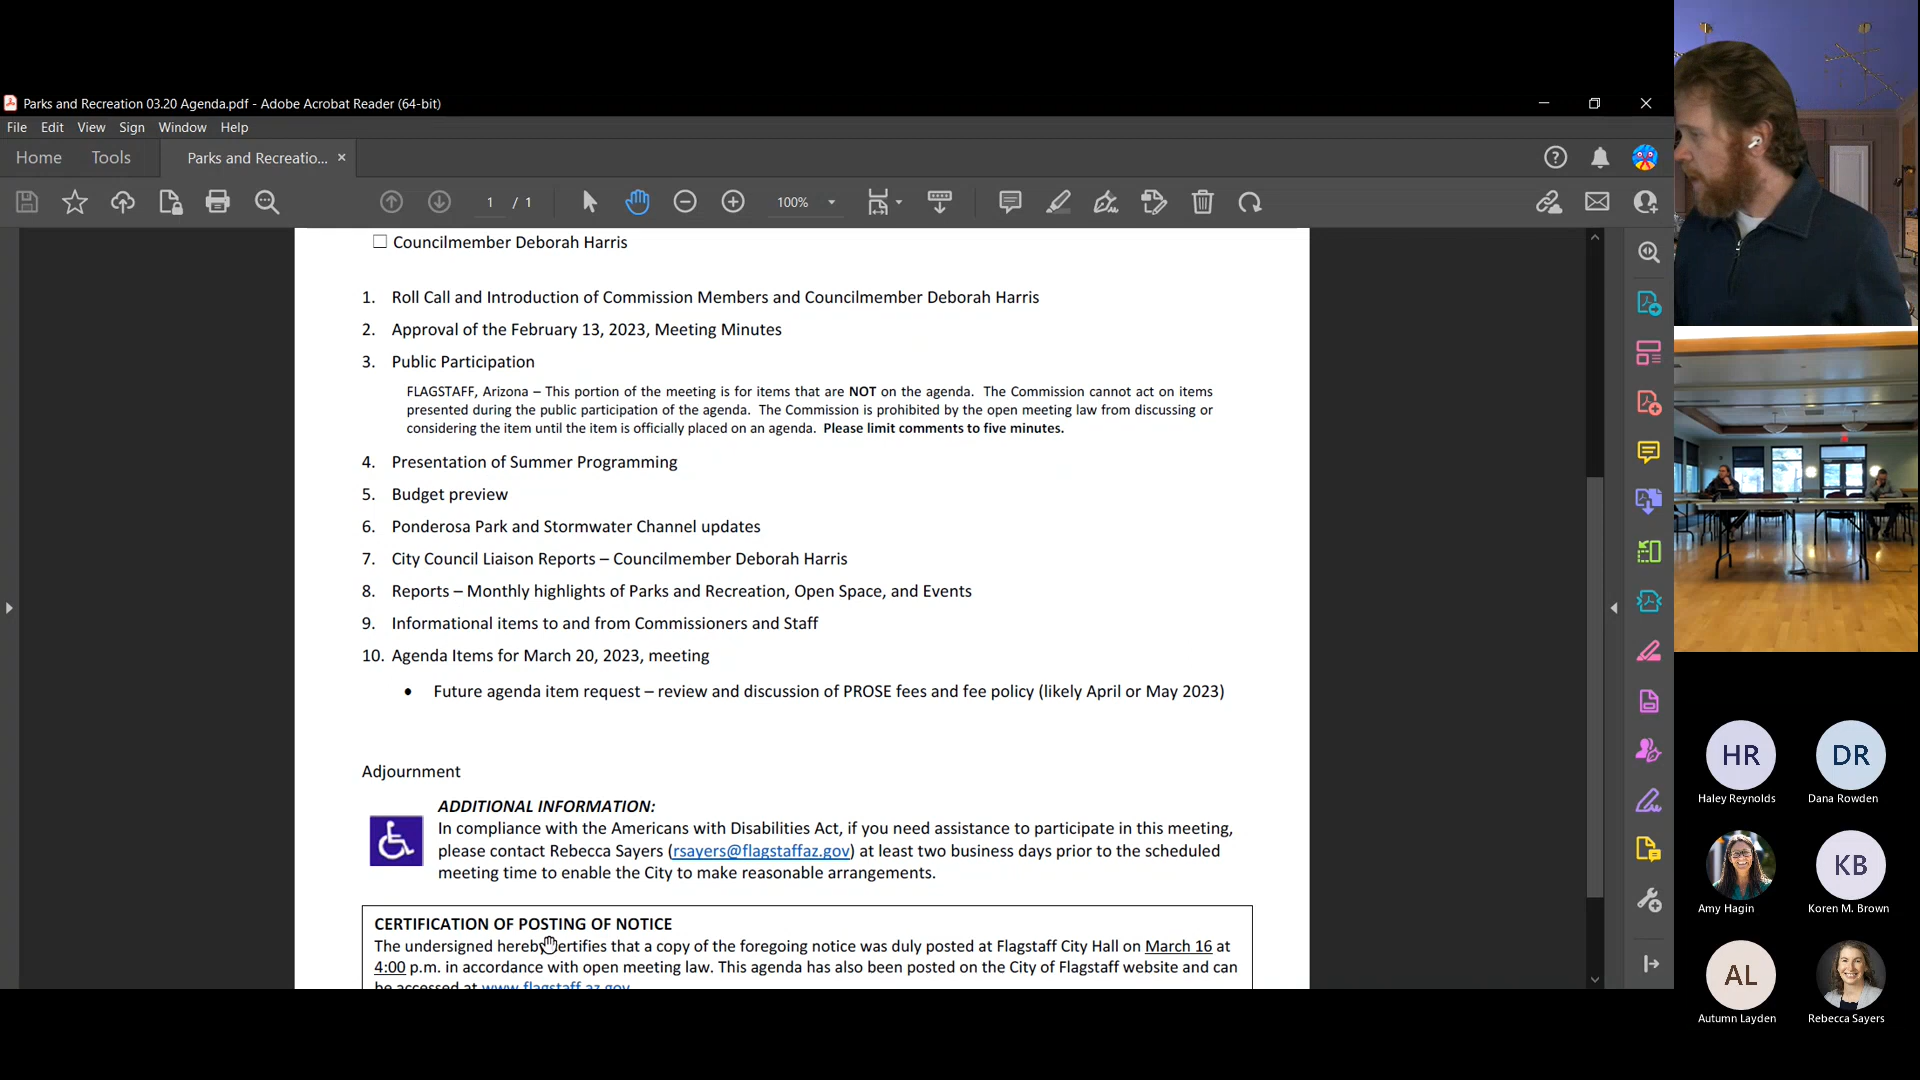 Parks and Recreation 03.20 Agenda.pdf - Adobe Acrobat Reader (64-bit)
File Edit View Sign Window Help
Home Tools Parks and Recreatio... ×
1 / 1 100%
Councilmember Deborah Harris
1. Roll Call and Introduction of Commission Members and Councilmember Deborah Harris
2. Approval of the February 13, 2023, Meeting Minutes
3. Public Participation
FLAGSTAFF, Arizona – This portion of the meeting is for items that are NOT on the agenda. The Commission cannot act on items
presented during the public participation of the agenda. The Commission is prohibited by the open meeting law from discussing or
considering the item until the item is officially placed on an agenda. Please limit comments to five minutes.
4. Presentation of Summer Programming
5. Budget preview
6. Ponderosa Park and Stormwater Channel updates
7. City Council Liaison Reports – Councilmember Deborah Harris
8. Reports – Monthly highlights of Parks and Recreation, Open Space, and Events
9. Informational items to and from Commissioners and Staff
10. Agenda Items for March 20, 2023, meeting
• Future agenda item request – review and discussion of PROSE fees and fee policy (likely April or May 2023)
Adjournment
ADDITIONAL INFORMATION:
In compliance with the Americans with Disabilities Act, if you need assistance to participate in this meeting,
please contact Rebecca Sayers (rsayers@flagstaffaz.gov) at least two business days prior to the scheduled
meeting time to enable the City to make reasonable arrangements.
CERTIFICATION OF POSTING OF NOTICE
The undersigned hereby certifies that a copy of the foregoing notice was duly posted at Flagstaff City Hall on March 16 at
4:00 p.m. in accordance with open meeting law. This agenda has also been posted on the City of Flagstaff website and can
be accessed at www.flagstaff.az.gov
HR DR
Haley Reynolds Dana Rowden
KB
Amy Hagin Koren M. Brown
AL
Autumn Layden Rebecca Sayers